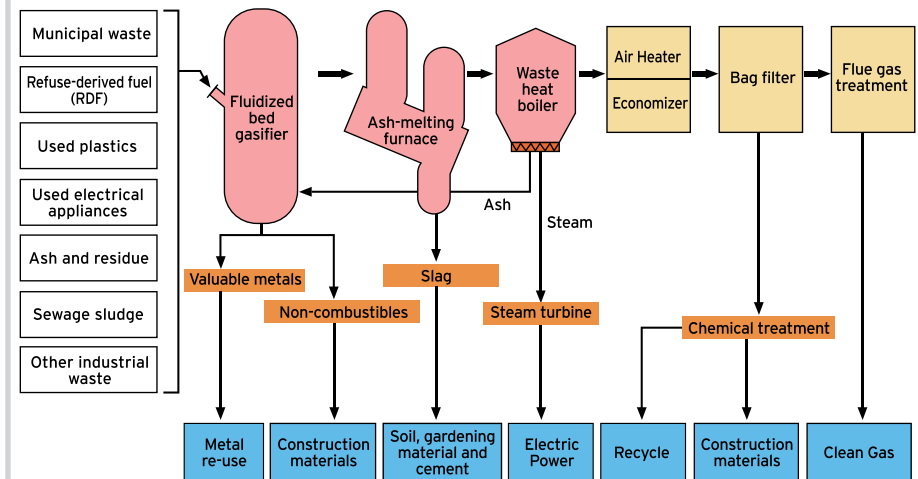 Municipal waste
Refuse-derived fuel
(RDF)
Used plastics
Used electrical
appliances
Ash and residue
Sewage sludge
Other industrial
waste
Fluidized
bed
gasifier
Ash-melting
furnace
Waste
heat
boiler
Air Heater
Economizer
Bag filter
Flue gas
treatment
Ash
Steam
Valuable metals
Non-combustibles
Slag
Steam turbine
Chemical treatment
Metal
re-use
Construction
materials
Soil, gardening
material and
cement
Electric
Power
Recycle
Construction
materials
Clean Gas